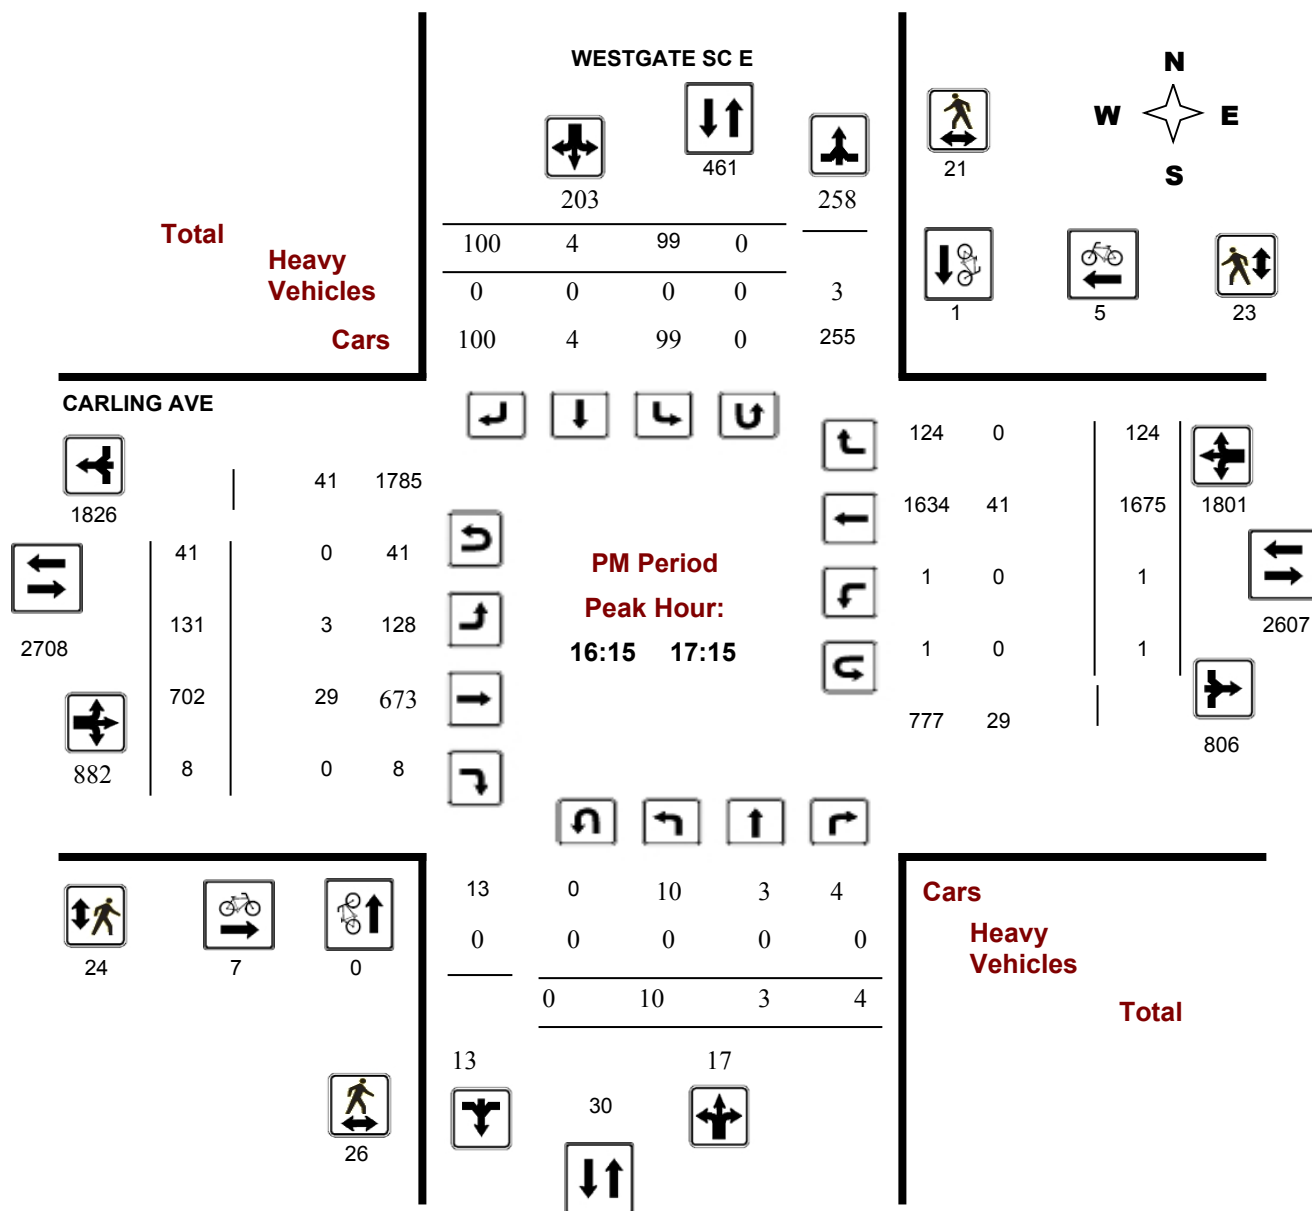 WESTGATE SC E
N
W E
S
461
203
258
21
Total
100 4 99 0
Heavy
Vehicles
0 0 0 0 3
1 5 23
Cars
100 4 99 0 255
CARLING AVE
124 0 124
41 1785
1826
1634 41 1675 1801
41 0 41
PM Period
1 0 1
Peak Hour:
131 3 128
2607
2708
16:15 17:15
1 0 1
702 29 673
777 29
806
882 8 0 8
13 0 10 3 4
Cars
0 0 0 0 0
Heavy
Vehicles
24 7 0
0 10 3 4
Total
13 17
30
26